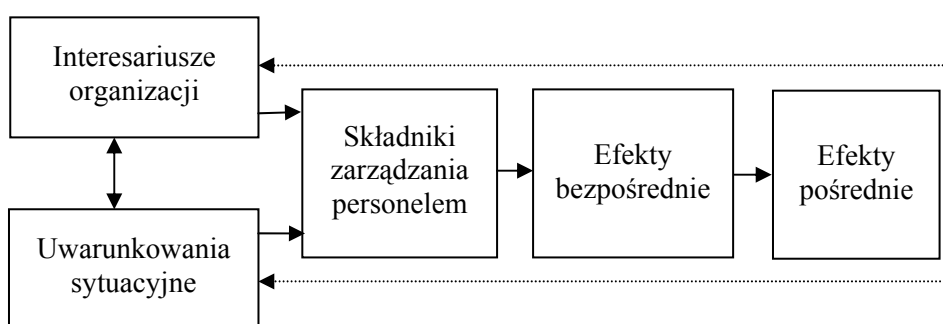 Interesariusze
organizacji
Składniki
zarządzania
personelem
Efekty
bezpośrednie
Efekty
pośrednie
Uwarunkowania
sytuacyjne